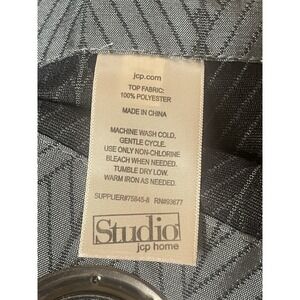 jcp.com
TOP FABRIC:
100% POLYESTER
MADE IN CHINA
MACHINE WASH COLD,
GENTLE CYCLE.
USE ONLY NON-CHLORINE
BLEACH WHEN NEEDED.
TUMBLE DRY LOW.
WARM IRON AS NEEDED.
SUPPLIER#75845-8 RN#93677
Studio
jcp home